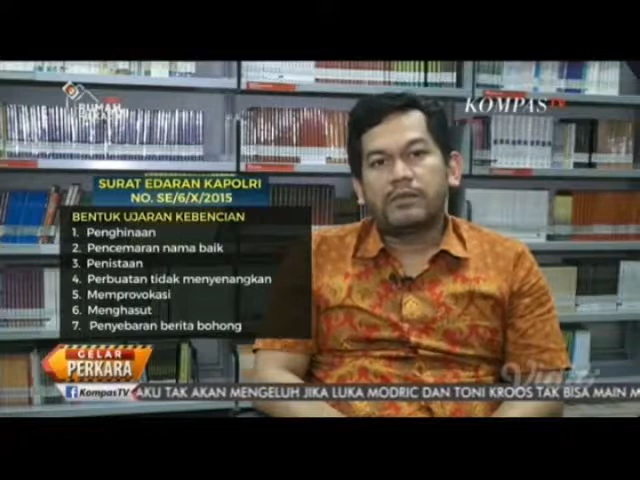 RUMAH
KOMPAS TV
SURAT EDARAN KAPOLRI
NO. SE/6/X/2015
BENTUK UJARAN KEBENCIAN
1. Penghinaan
2. Pencemaran nama baik
3. Penistaan
4. Perbuatan tidak menyenangkan
5. Memprovokasi
6. Menghasut
7. Penyebaran berita bohong
GELAR
PERKARA
KompasTV
AKU TAK AKAN MENGELUH JIKA LUKA MODRIC DAN TONI KROOS TAK BISA MAIN